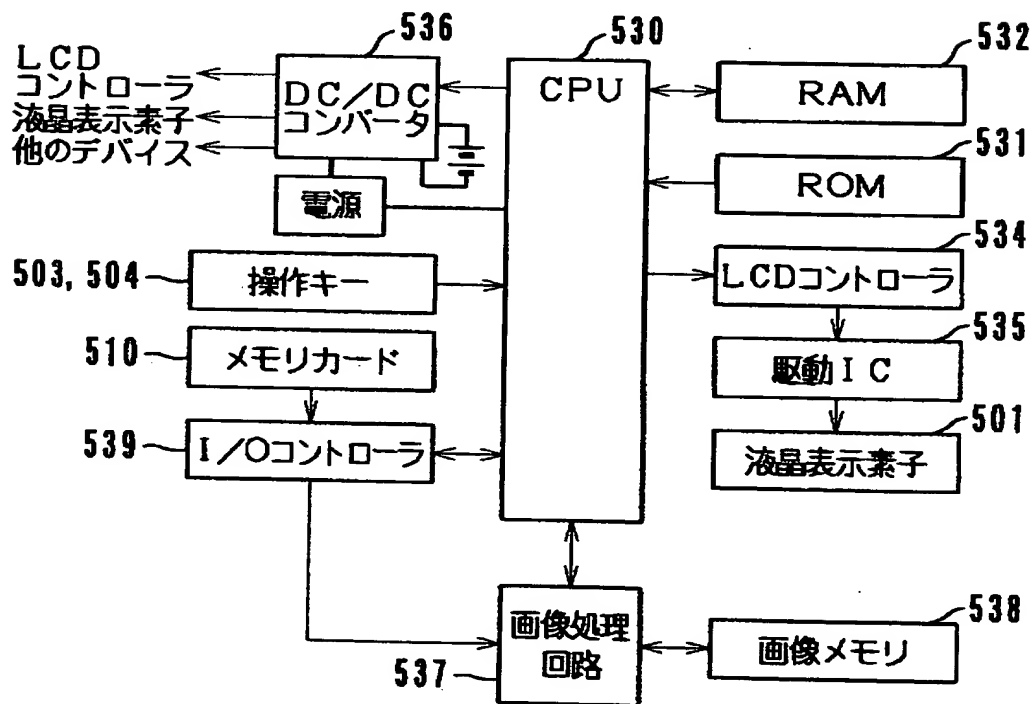 536
530
532
LCD
コントローラ
液晶表示素子
他のデバイス
DC/DC
コンバータ
CPU
RAM
531
ROM
電源
534
503, 504
操作キー
LCDコントローラ
535
510
メモリカード
駆動IC
501
539
I/Oコントローラ
液晶表示素子
画像処理
回路
537
538
画像メモリ